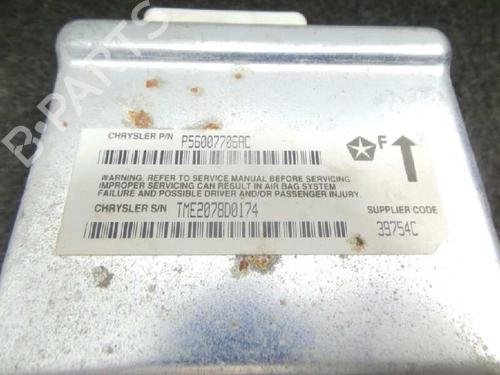 B-PARTS
CHRYSLER P/N P56007706AC
F
WARNING: REFER TO SERVICE MANUAL BEFORE SERVICING
IMPROPER SERVICING CAN RESULT IN AIR BAG SYSTEM
FAILURE AND POSSIBLE DRIVER AND/OR PASSENGER INJURY.
CHRYSLER S/N TME2078D0174
SUPPLIER CODE
39754C